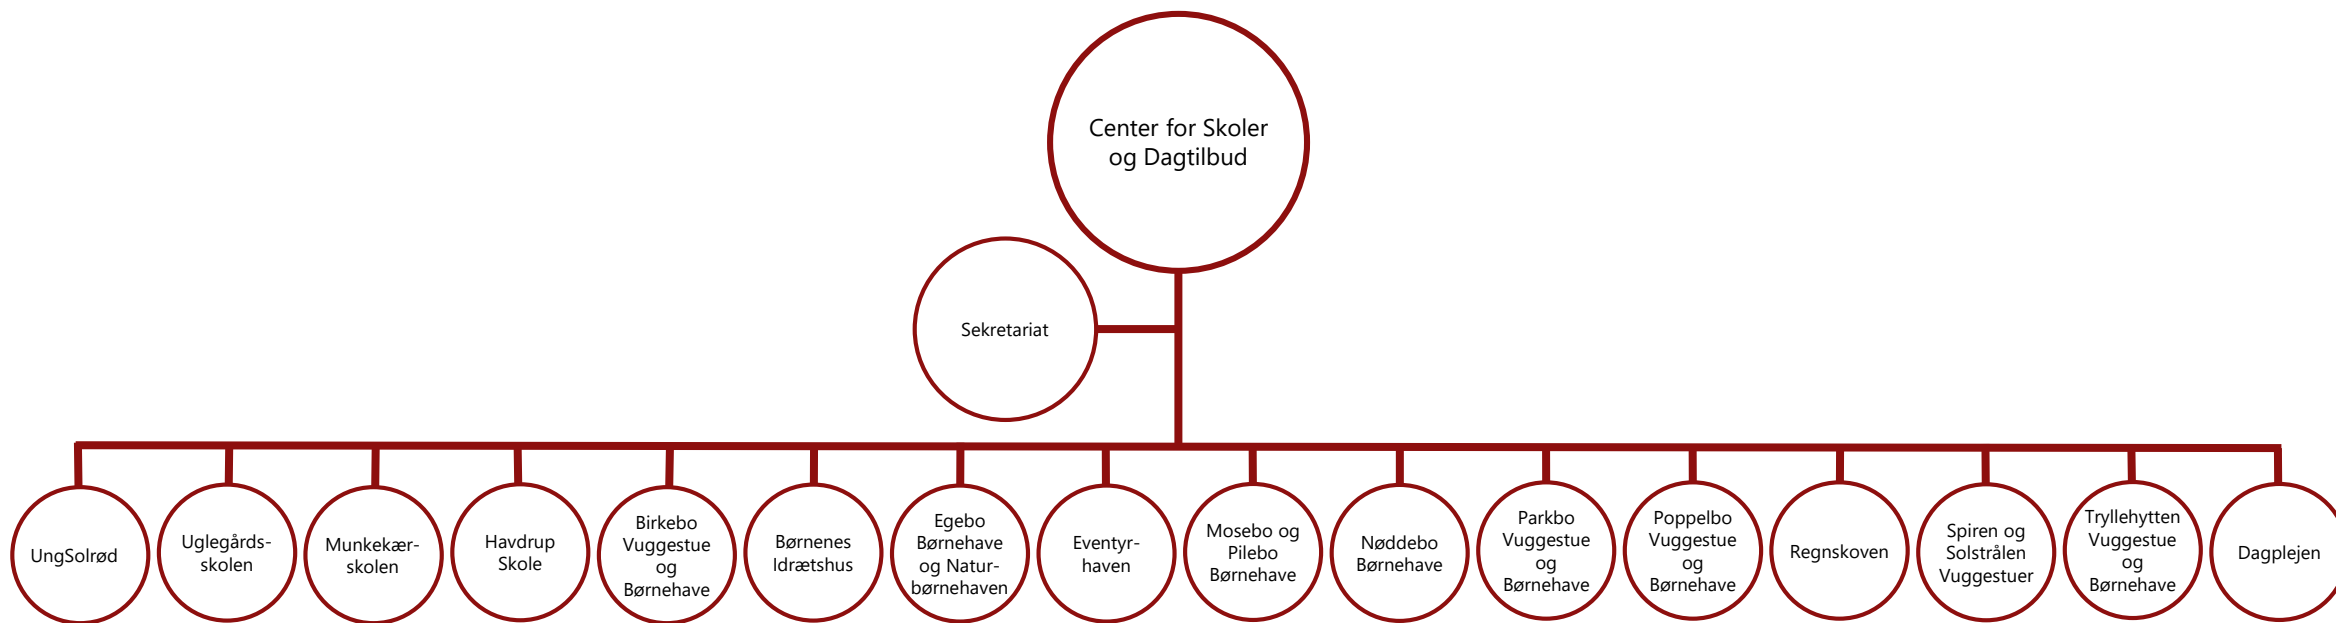 Center for Skoler
og Dagtilbud
Sekretariat
UngSolrød
Uglegårds-
skolen
Munkekær-
skolen
Havdrup
Skole
Birkebo
Vuggestue
og
Børnehave
Børnenes
Idrætshus
Egebo
Børnehave
og Natur-
børnehaven
Eventyr-
haven
Mosebo og
Pilebo
Børnehave
Nøddebo
Børnehave
Parkbo
Vuggestue
og
Børnehave
Poppelbo
Vuggestue
og
Børnehave
Regnskoven
Spiren og
Solstrålen
Vuggestuer
Tryllehytten
Vuggestue
og
Børnehave
Dagplejen